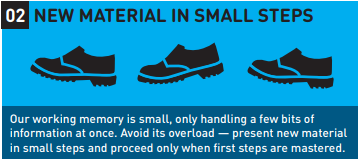 02 NEW MATERIAL IN SMALL STEPS
Our working memory is small, only handling a few bits of
information at once. Avoid its overload — present new material
in small steps and proceed only when first steps are mastered.